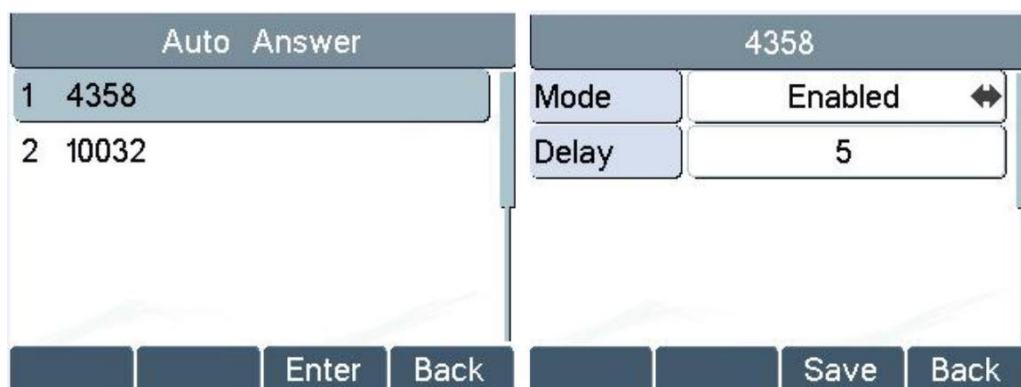 Auto Answer
1 4358
2 10032
Enter Back
4358
Mode Enabled
Delay 5
Save Back